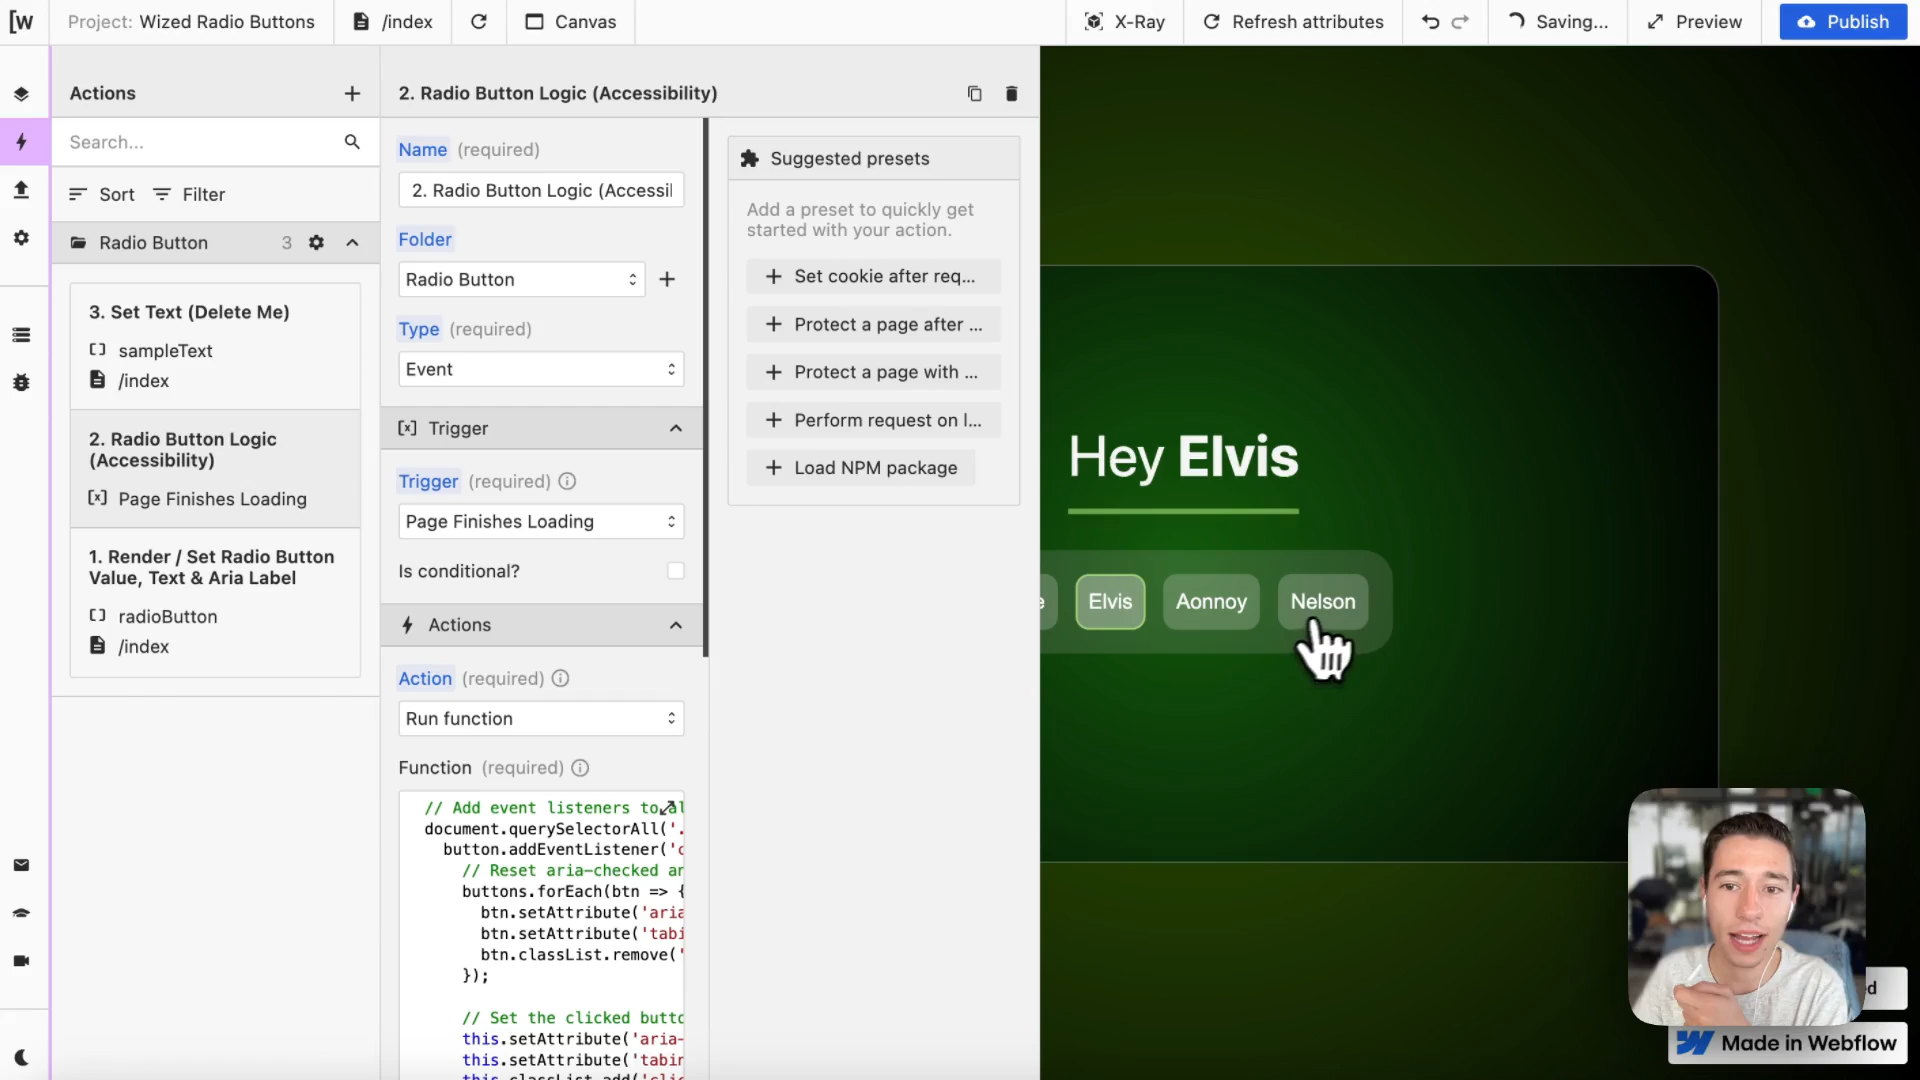 [w
Project: Wized Radio Buttons
/index
Canvas
X-Ray
Refresh attributes
Saving...
Preview
Publish
Actions
Search...
Sort
Filter
Radio Button
3
3. Set Text (Delete Me)
sampleText
/index
2. Radio Button Logic
(Accessibility)
Page Finishes Loading
1. Render / Set Radio Button
Value, Text & Aria Label
radioButton
/index
2. Radio Button Logic (Accessibility)
Name (required)
2. Radio Button Logic (Accessil
Folder
Radio Button
Type (required)
Event
Trigger
Trigger (required)
Page Finishes Loading
Is conditional?
Actions
Action (required)
Run function
Function (required)
// Add event listeners to al
document.querySelectorAll('.
button.addEventListener('c
// Reset aria-checked an
buttons.forEach(btn => {
btn.setAttribute('aria
btn.setAttribute('tabi
btn.classList.remove('
});
// Set the clicked butto
this.setAttribute('aria-
this.setAttribute('tabin
this.classList.add('clic
Suggested presets
Add a preset to quickly get
started with your action.
Set cookie after req...
Protect a page after ...
Protect a page with ...
Perform request on l...
Load NPM package
Hey Elvis
e
Elvis
Aonnoy
Nelson
d
Made in Webflow